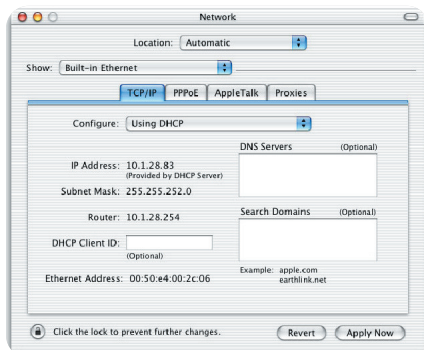 Network
Location: Automatic
Show: Built-in Ethernet
TCP/IP PPPoE AppleTalk Proxies
Configure: Using DHCP
DNS Servers (Optional)
IP Address: 10.1.28.83
(Provided by DHCP Server)
Subnet Mask: 255.255.252.0
Router: 10.1.28.254
Search Domains (Optional)
DHCP Client ID:
(Optional)
Example: apple.com
earthlink.net
Ethernet Address: 00:50:e4:00:2c:06
Click the lock to prevent further changes.
Revert Apply Now